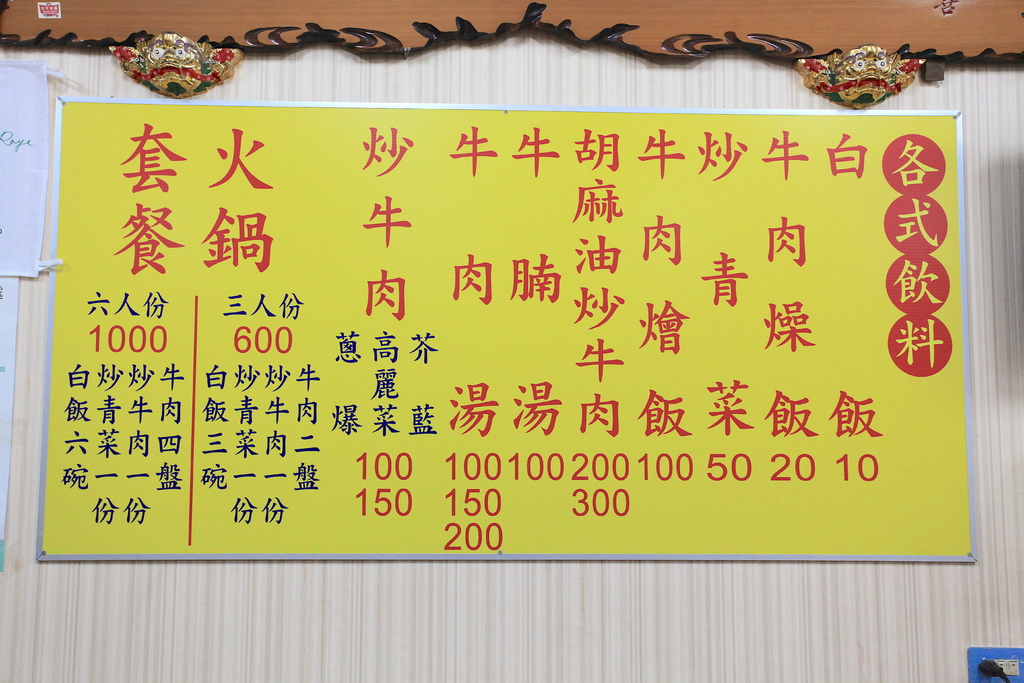 各式飲料
白飯 10
牛肉燥飯 20
炒青菜 50
牛肉燴飯 100
胡麻油炒牛肉 200 300
牛腩湯 100
牛肉湯 100 150 200
炒牛肉
芥藍
高麗菜
蔥爆
100 150
火鍋
套餐
三人份
600
牛肉二盤
炒牛肉一份
炒青菜一份
白飯三碗
六人份
1000
牛肉四盤
炒牛肉一份
炒青菜一份
白飯六碗
Raye